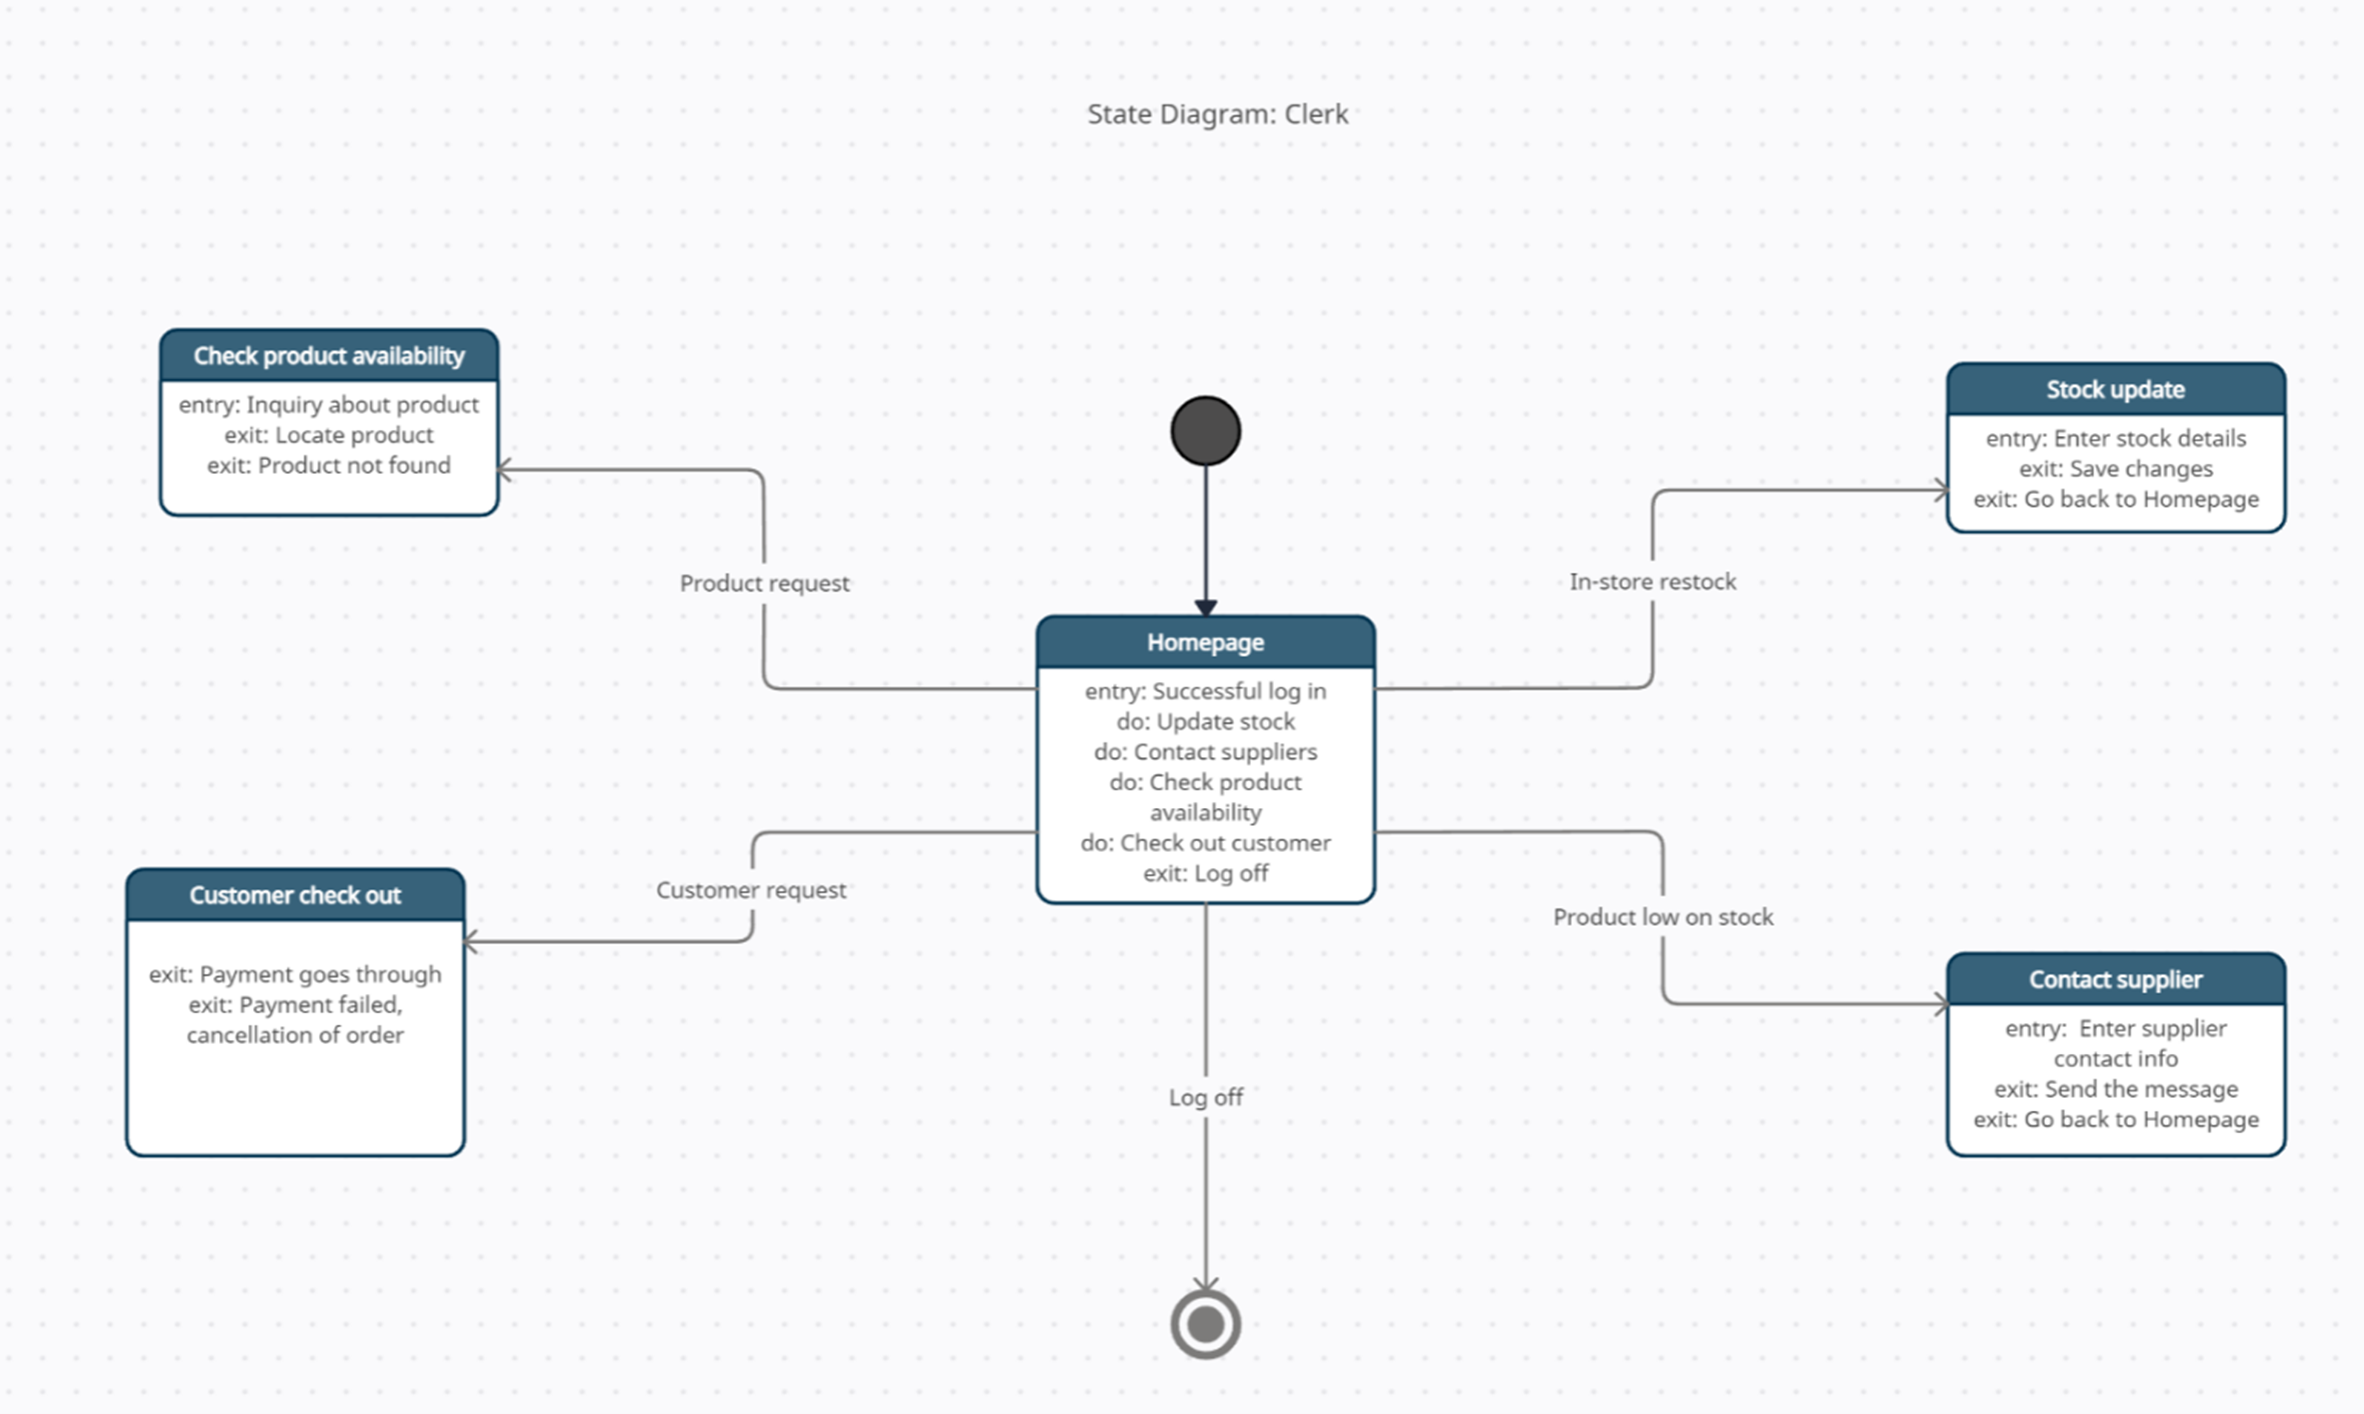 State Diagram: Clerk
Check product availability
entry: Inquiry about product
exit: Locate product
exit: Product not found
Stock update
entry: Enter stock details
exit: Save changes
exit: Go back to Homepage
Product request
In-store restock
Homepage
entry: Successful log in
do: Update stock
do: Contact suppliers
do: Check product
availability
do: Check out customer
exit: Log off
Customer check out
exit: Payment goes through
exit: Payment failed,
cancellation of order
Customer request
Product low on stock
Contact supplier
entry:  Enter supplier
contact info
exit: Send the message
exit: Go back to Homepage
Log off